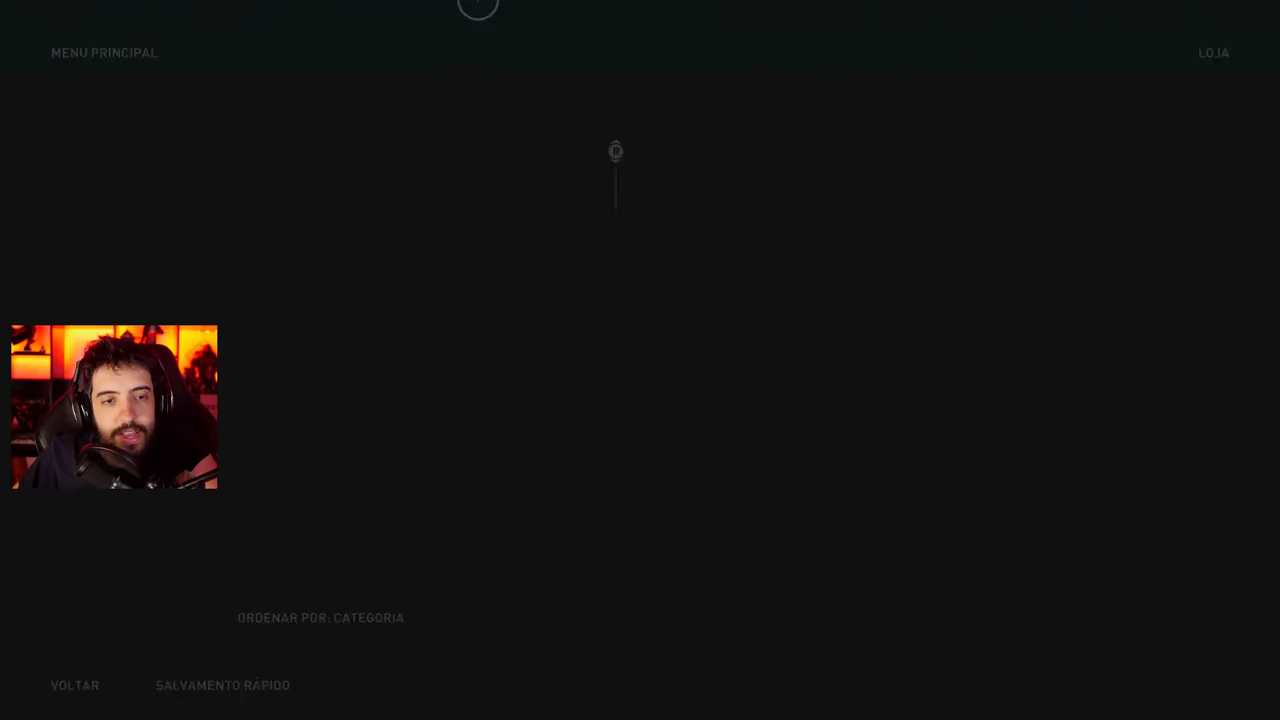 MENU PRINCIPAL
LOJA
R
ORDENAR POR: CATEGORIA
VOLTAR
SALVAMENTO RÁPIDO